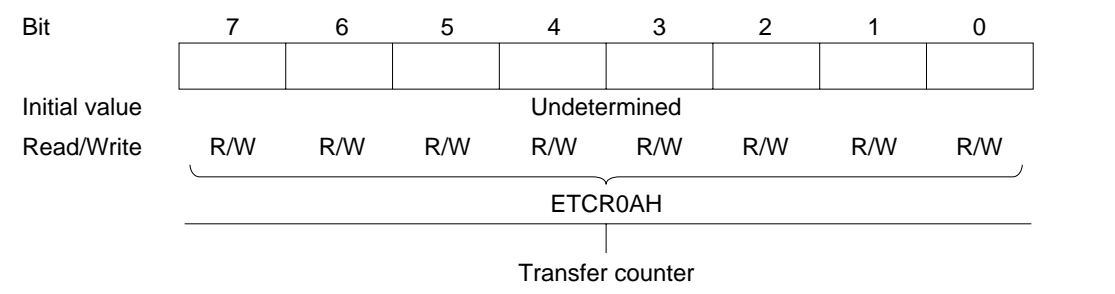 Bit 7 6 5 4 3 2 1 0
Initial value Undetermined
Read/Write R/W R/W R/W R/W R/W R/W R/W R/W
ETCR0AH
Transfer counter